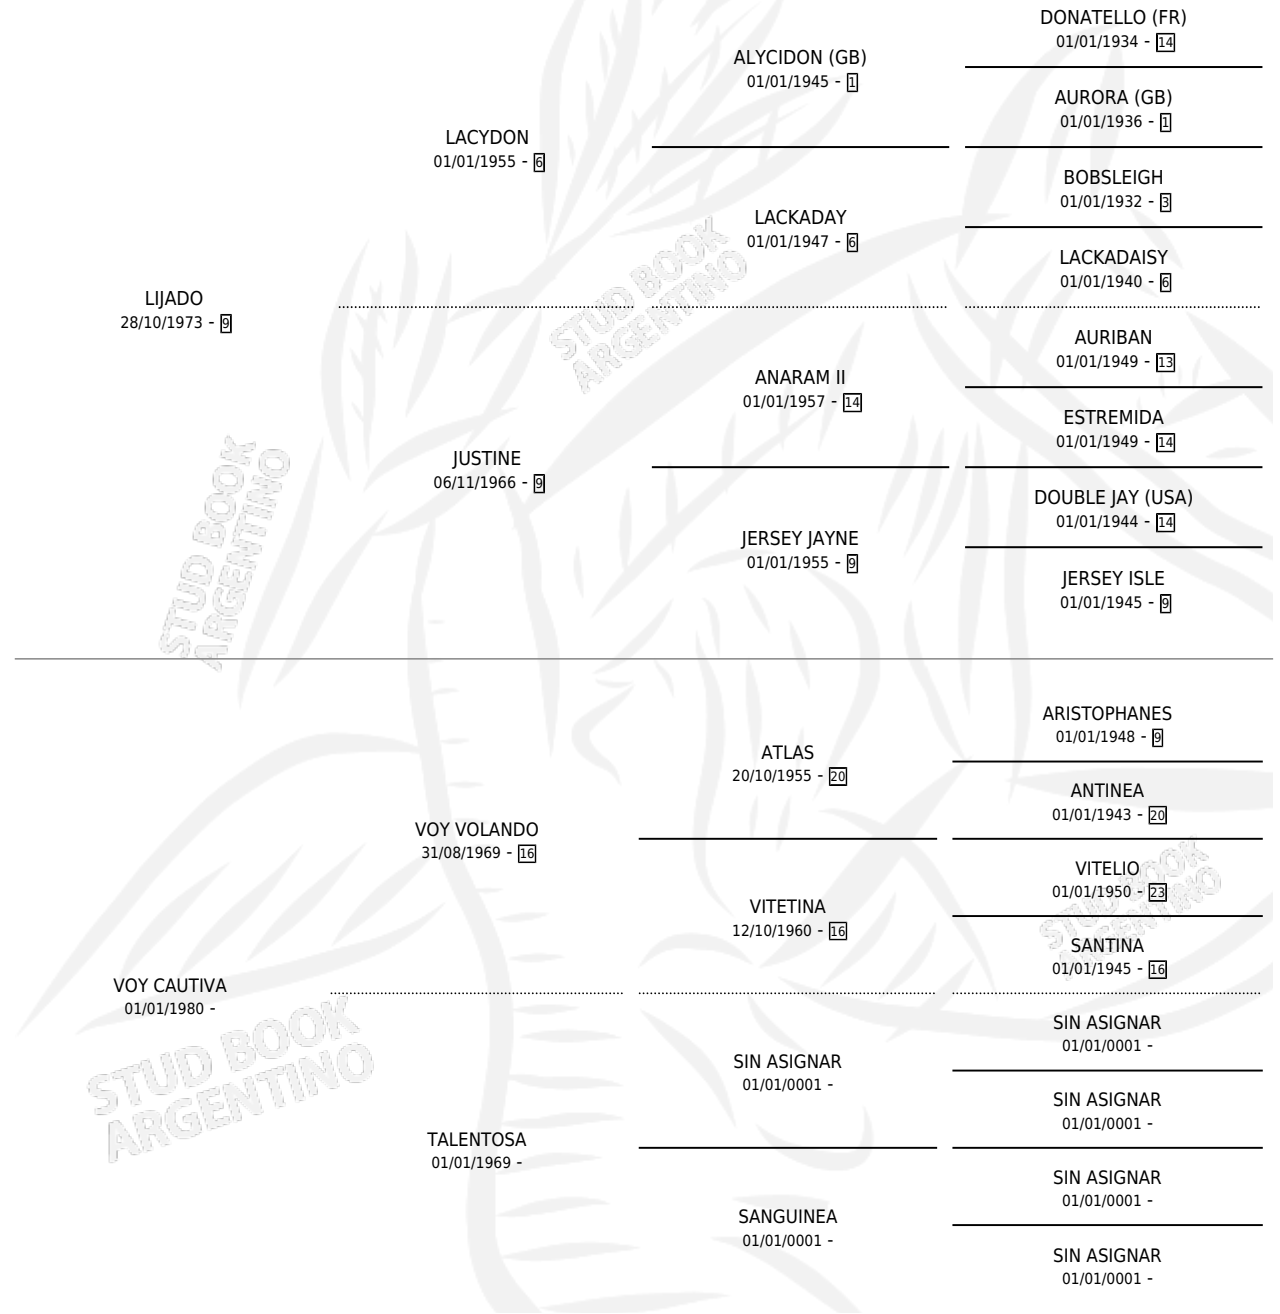 LIJADO
28/10/1973 - 9
LACYDON
01/01/1955 - 6
JUSTINE
06/11/1966 - 9
ALYCIDON (GB)
01/01/1945 - 1
LACKADAY
01/01/1947 - 6
ANARAM II
01/01/1957 - 14
JERSEY JAYNE
01/01/1955 - 9
DONATELLO (FR)
01/01/1934 - 14
AURORA (GB)
01/01/1936 - 1
BOBSLEIGH
01/01/1932 - 3
LACKADAISY
01/01/1940 - 6
AURIBAN
01/01/1949 - 13
ESTREMIDA
01/01/1949 - 14
DOUBLE JAY (USA)
01/01/1944 - 14
JERSEY ISLE
01/01/1945 - 9
STUD BOOK
ARGENTINO
STUD BOOK
ARGENTINO
VOY CAUTIVA
01/01/1980 -
VOY VOLANDO
31/08/1969 - 16
TALENTOSA
01/01/1969 -
ATLAS
20/10/1955 - 20
VITETINA
12/10/1960 - 16
SIN ASIGNAR
01/01/0001 -
SANGUINEA
01/01/0001 -
ARISTOPHANES
01/01/1948 - 9
ANTINEA
01/01/1943 - 20
VITELIO
01/01/1950 - 23
SANTINA
01/01/1945 - 16
SIN ASIGNAR
01/01/0001 -
SIN ASIGNAR
01/01/0001 -
SIN ASIGNAR
01/01/0001 -
SIN ASIGNAR
01/01/0001 -
STUD BOOK
ARGENTINO
STUD BOOK
ARGENTINO